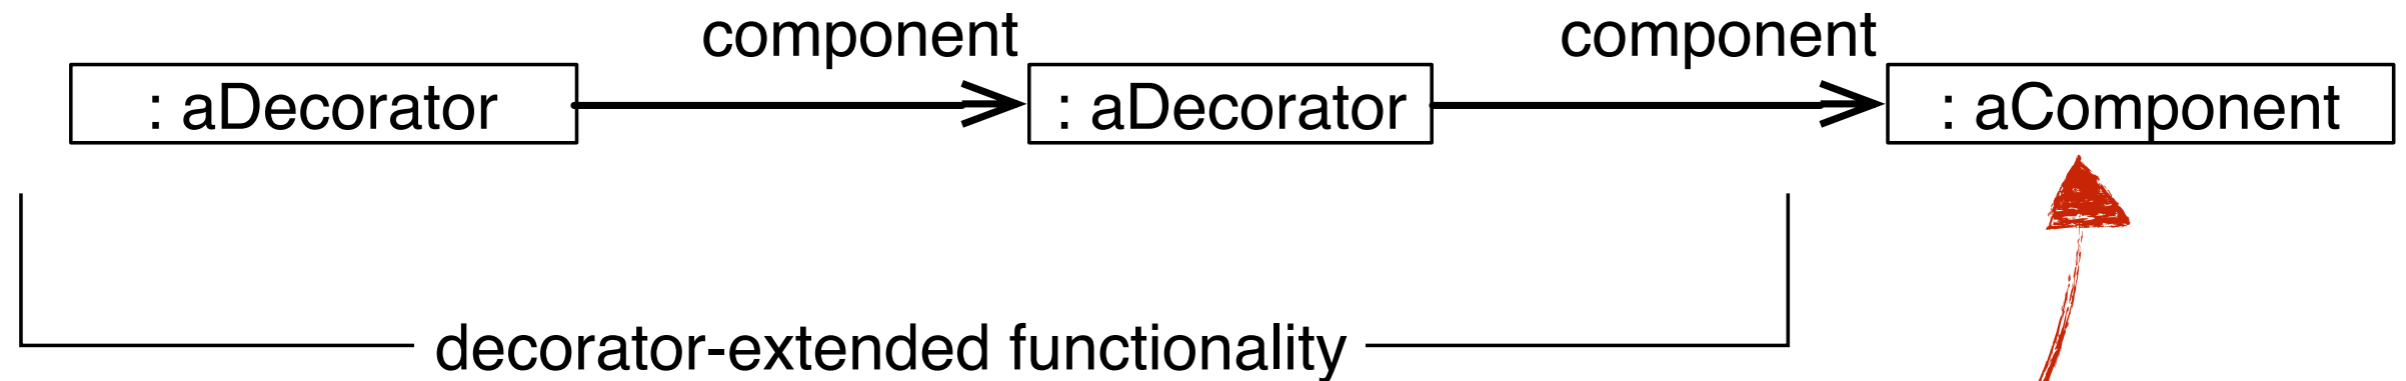 component
component
: aDecorator
: aDecorator
: aComponent
decorator-extended functionality